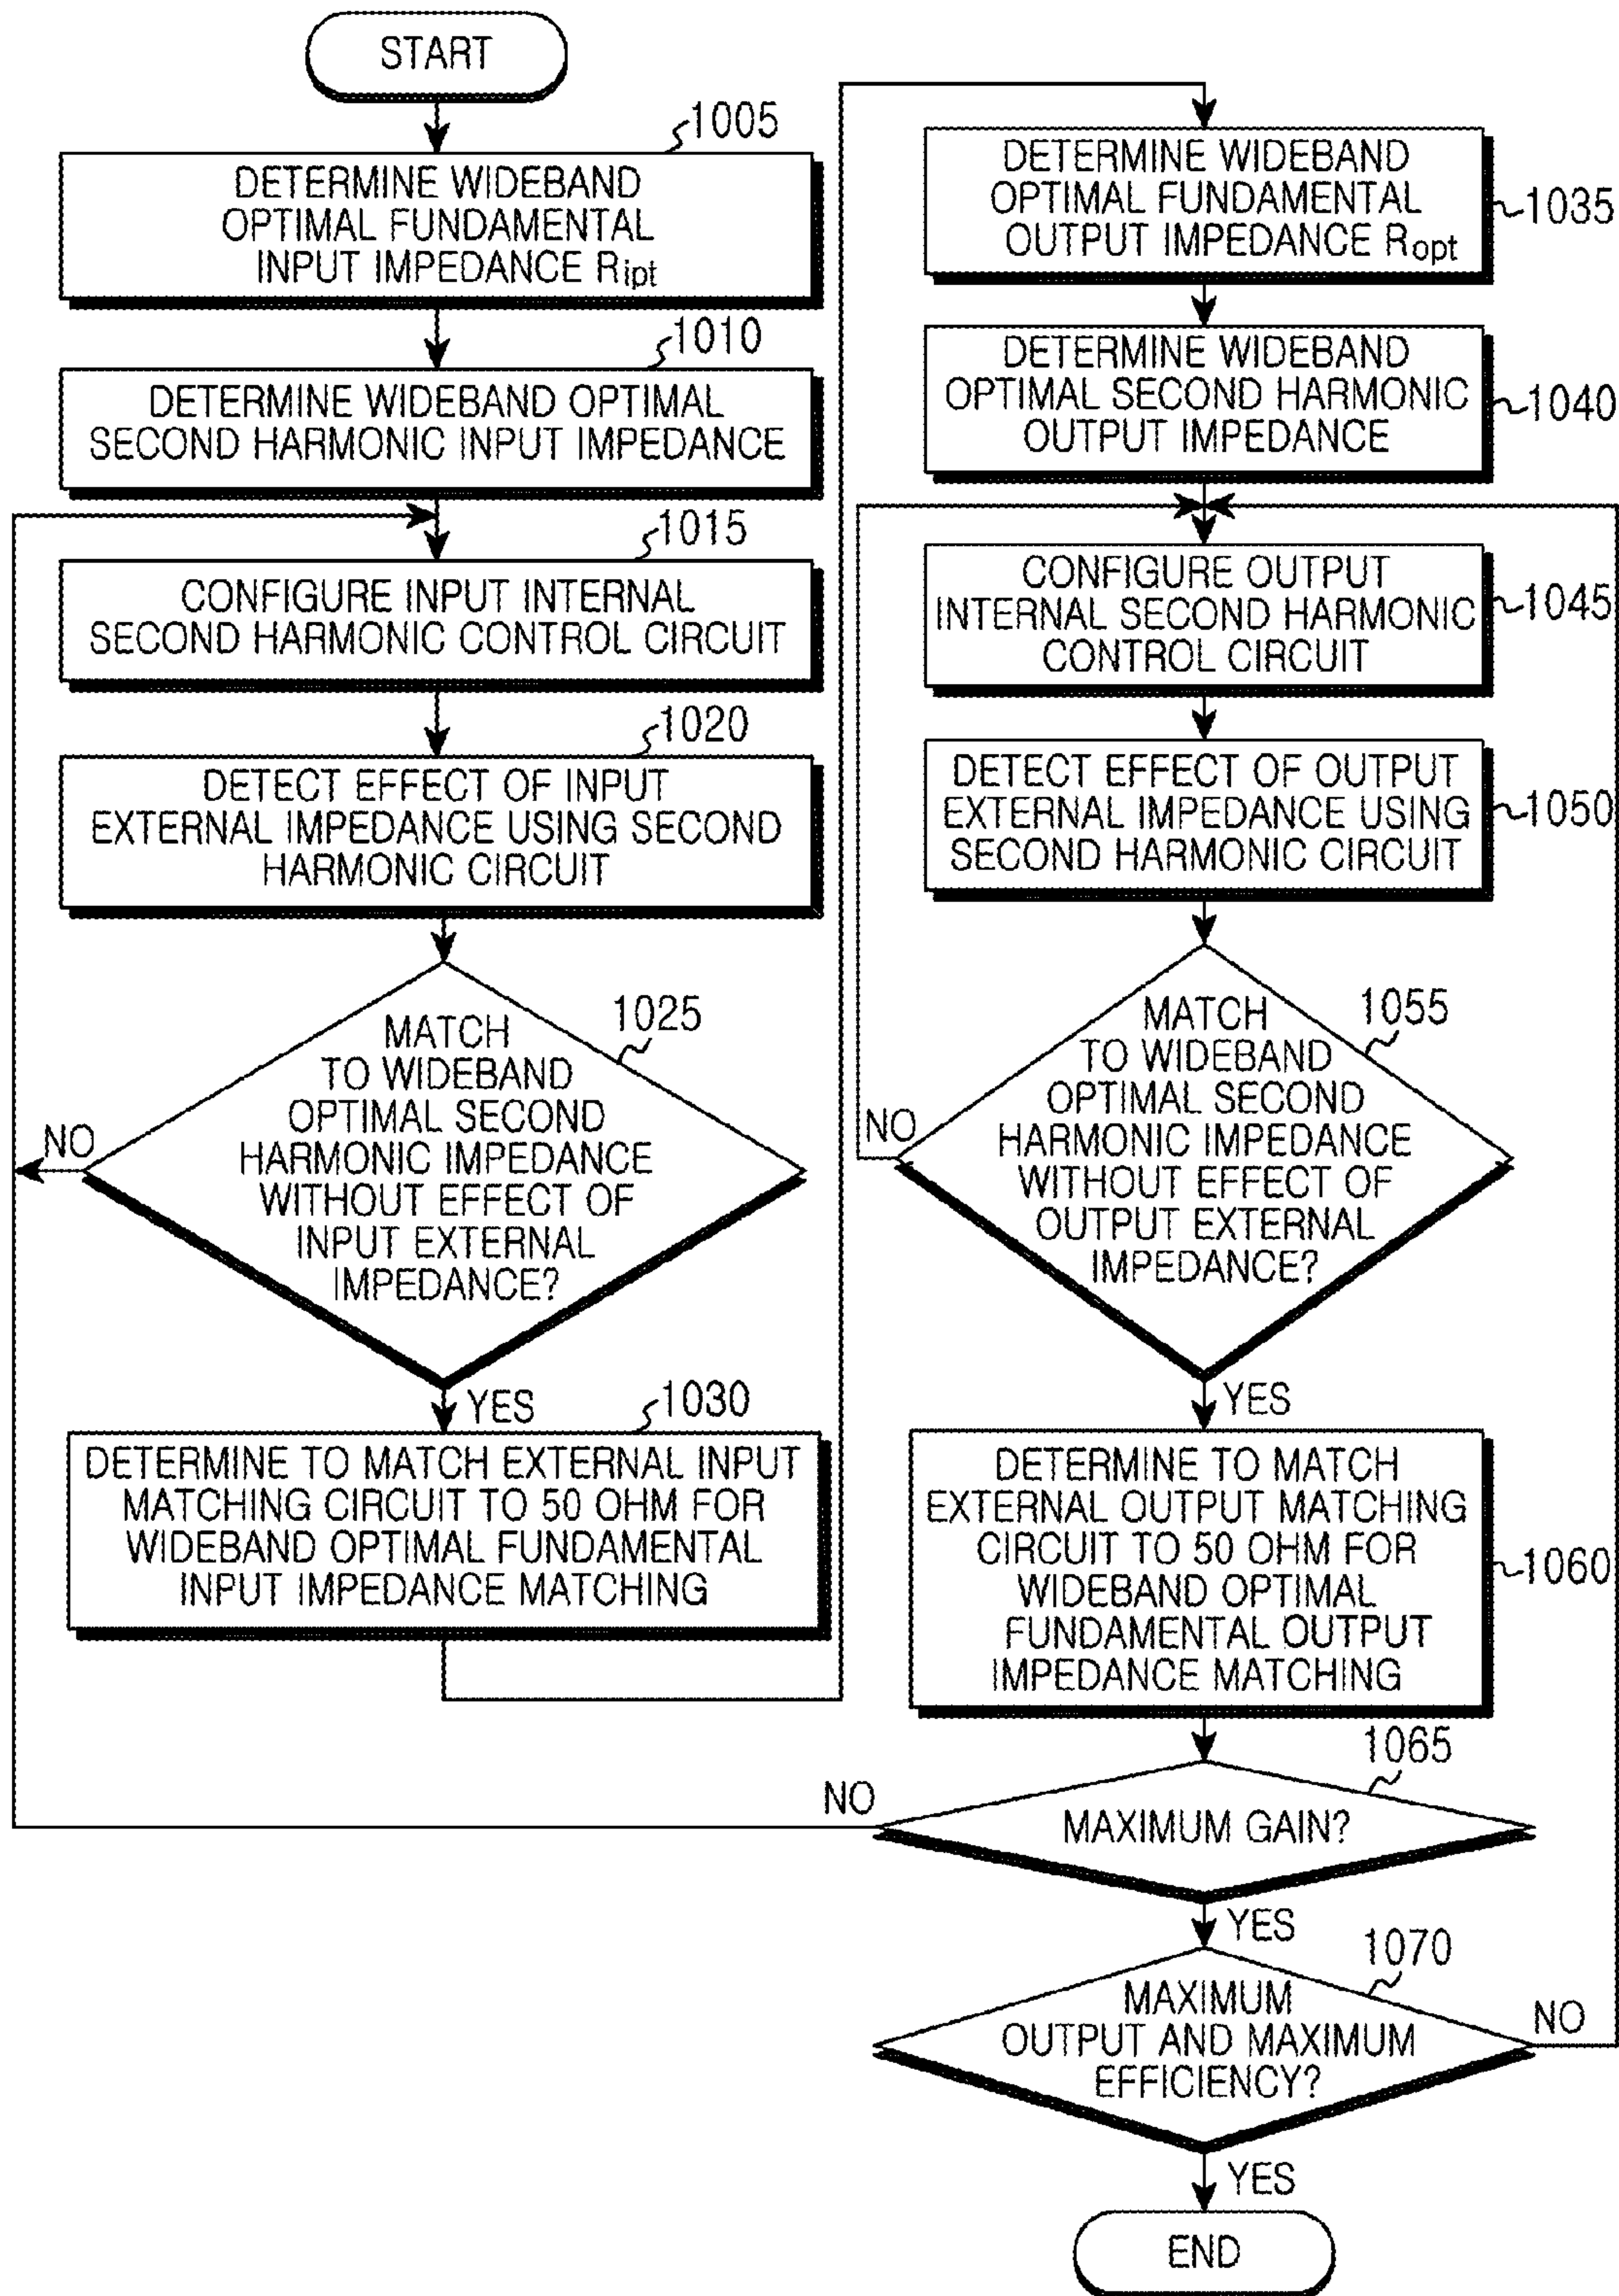 START
1005
DETERMINE WIDEBAND
OPTIMAL FUNDAMENTAL
INPUT IMPEDANCE Ript
1010
DETERMINE WIDEBAND OPTIMAL
SECOND HARMONIC INPUT IMPEDANCE
1015
CONFIGURE INPUT INTERNAL
SECOND HARMONIC CONTROL CIRCUIT
1020
DETECT EFFECT OF INPUT
EXTERNAL IMPEDANCE USING SECOND
HARMONIC CIRCUIT
1025
MATCH
TO WIDEBAND
OPTIMAL SECOND
HARMONIC IMPEDANCE
WITHOUT EFFECT OF
INPUT EXTERNAL
IMPEDANCE?
NO
YES
1030
DETERMINE TO MATCH EXTERNAL INPUT
MATCHING CIRCUIT TO 50 OHM FOR
WIDEBAND OPTIMAL FUNDAMENTAL
INPUT IMPEDANCE MATCHING
DETERMINE WIDEBAND
OPTIMAL FUNDAMENTAL
OUTPUT IMPEDANCE Ropt
1035
DETERMINE WIDEBAND
OPTIMAL SECOND HARMONIC
OUTPUT IMPEDANCE
1040
CONFIGURE OUTPUT
INTERNAL SECOND HARMONIC
CONTROL CIRCUIT
1045
DETECT EFFECT OF OUTPUT
EXTERNAL IMPEDANCE USING
SECOND HARMONIC CIRCUIT
1050
1055
MATCH
TO WIDEBAND
OPTIMAL SECOND
HARMONIC IMPEDANCE
WITHOUT EFFECT OF
OUTPUT EXTERNAL
IMPEDANCE?
NO
YES
DETERMINE TO MATCH
EXTERNAL OUTPUT MATCHING
CIRCUIT TO 50 OHM FOR
WIDEBAND OPTIMAL
FUNDAMENTAL OUTPUT
IMPEDANCE MATCHING
1060
1065
MAXIMUM GAIN?
NO
YES
1070
MAXIMUM
OUTPUT AND MAXIMUM
EFFICIENCY?
NO
YES
END